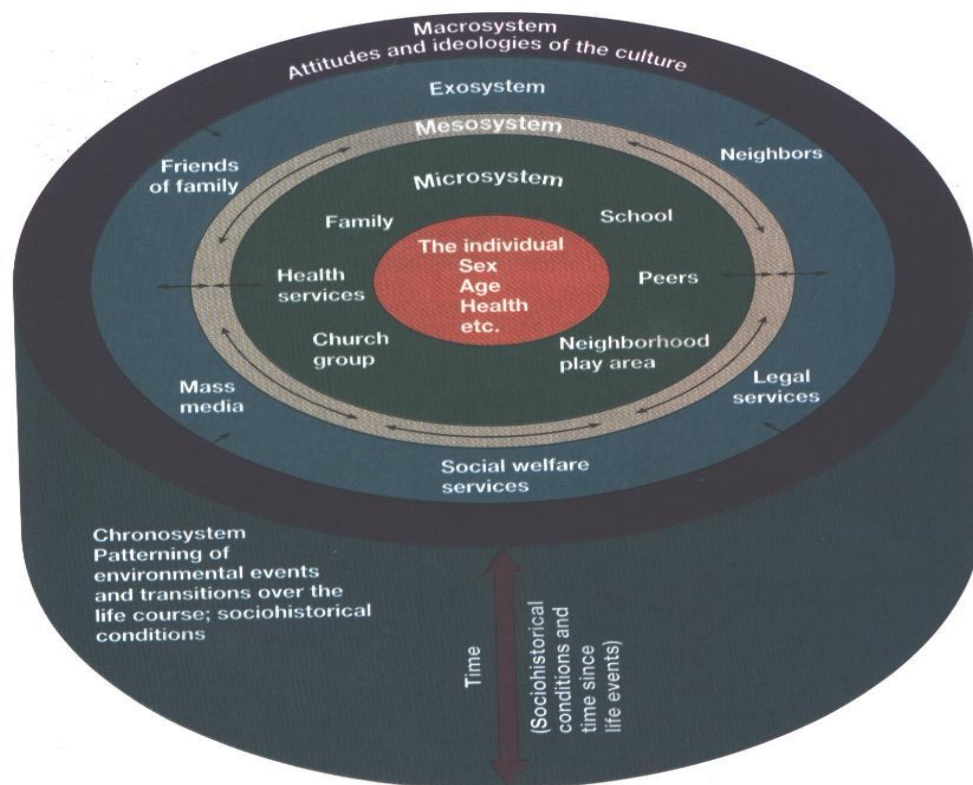 Macrosystem
Attitudes and ideologies of the culture
Exosystem
Mesosystem
Microsystem
Friends
of family
Neighbors
Family
School
The individual
Sex
Age
Health
etc.
Health
services
Peers
Church
group
Neighborhood
play area
Mass
media
Legal
services
Social welfare
services
Chronosystem
Patterning of
environmental events
and transitions over the
life course; sociohistorical
conditions
Time
(Sociohistorical
conditions and
time since
life events)